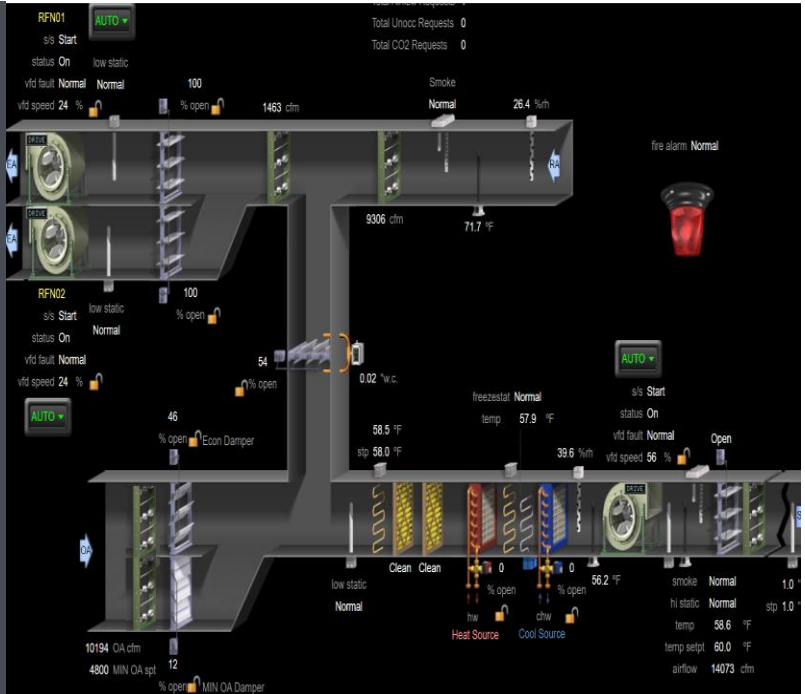 RFN01
AUTO
s/s Start
status On
low static
vfd fault Normal
Normal
vfd speed 24 %
100
% open
1463 cfm
Total Unocc Requests 0
Total CO2 Requests 0
Smoke
Normal
26.4 %rh
fire alarm Normal
DRIVE
EA
RA
DRIVE
EA
9306 cfm
71.7 °F
RFN02
s/s Start
low static
status On
Normal
vfd fault Normal
vfd speed 24 %
100
% open
AUTO
54
% open
0.02 "w.c.
46
% open Econ Damper
58.5 °F
stp 58.0 °F
freezestat Normal
temp 57.9 °F
39.6 %rh
AUTO
s/s Start
status On
vfd fault Normal
vfd speed 56 %
Open
DRIVE
OA
low static
Normal
Clean Clean
0
% open
hw
Heat Source
0
% open
chw
Cool Source
56.2 °F
smoke Normal
hi static Normal
temp 58.6 °F
temp setpt 60.0 °F
airflow 14073 cfm
1.0 "
stp 1.0 "
10194 OA cfm
4800 MIN OA spt
12
% open MIN OA Damper